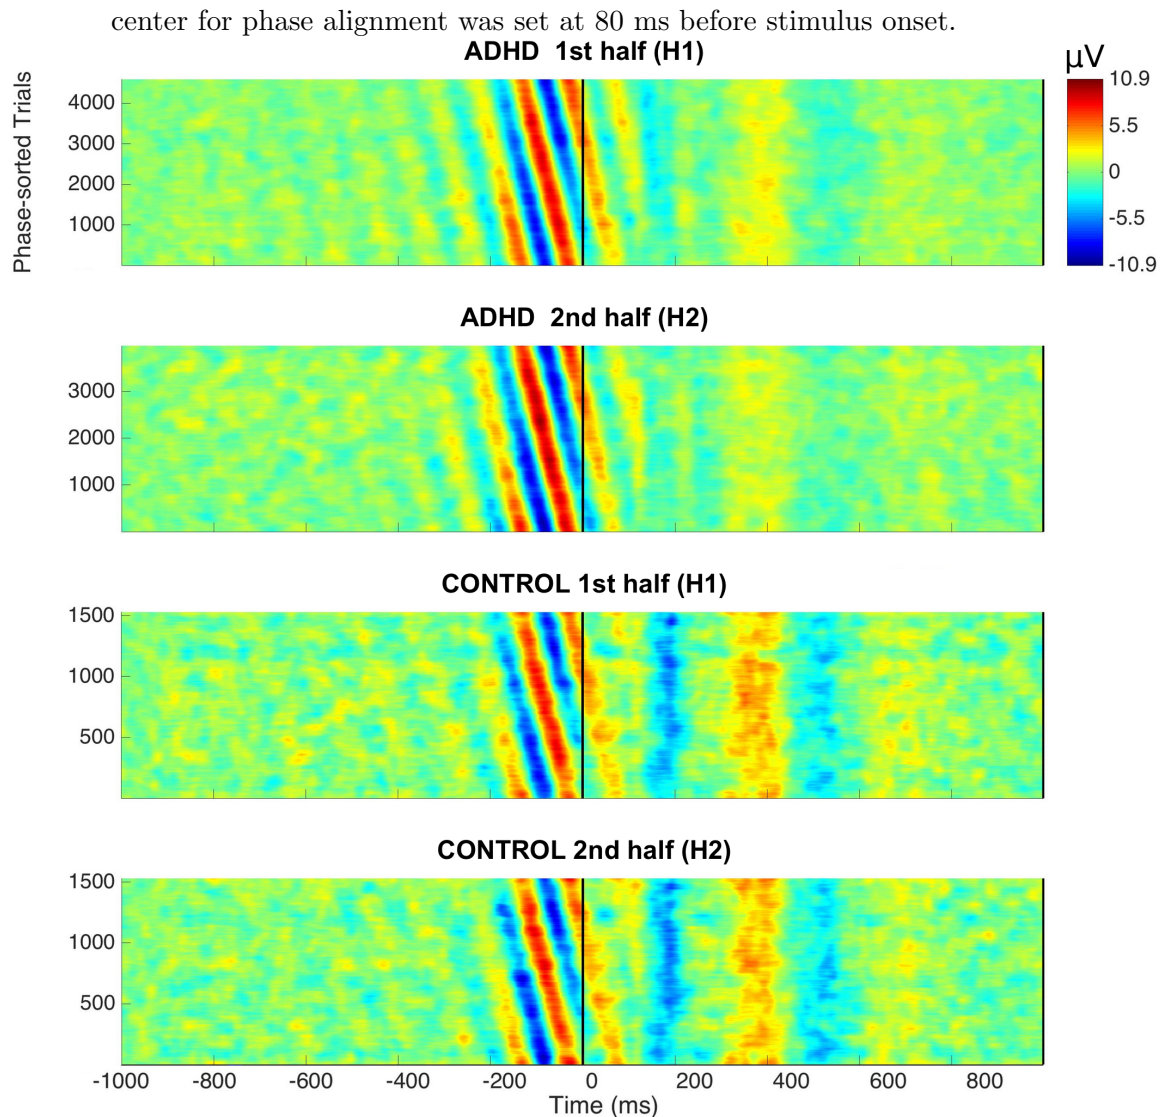 center for phase alignment was set at 80 ms before stimulus onset.
ADHD 1st half (H1)
µV
Phase-sorted Trials
4000
3000
2000
1000
10.9
5.5
0
-5.5
-10.9
ADHD 2nd half (H2)
3000
2000
1000
CONTROL 1st half (H1)
1500
1000
500
CONTROL 2nd half (H2)
1500
1000
500
-1000 -800 -600 -400 -200 0 200 400 600 800
Time (ms)